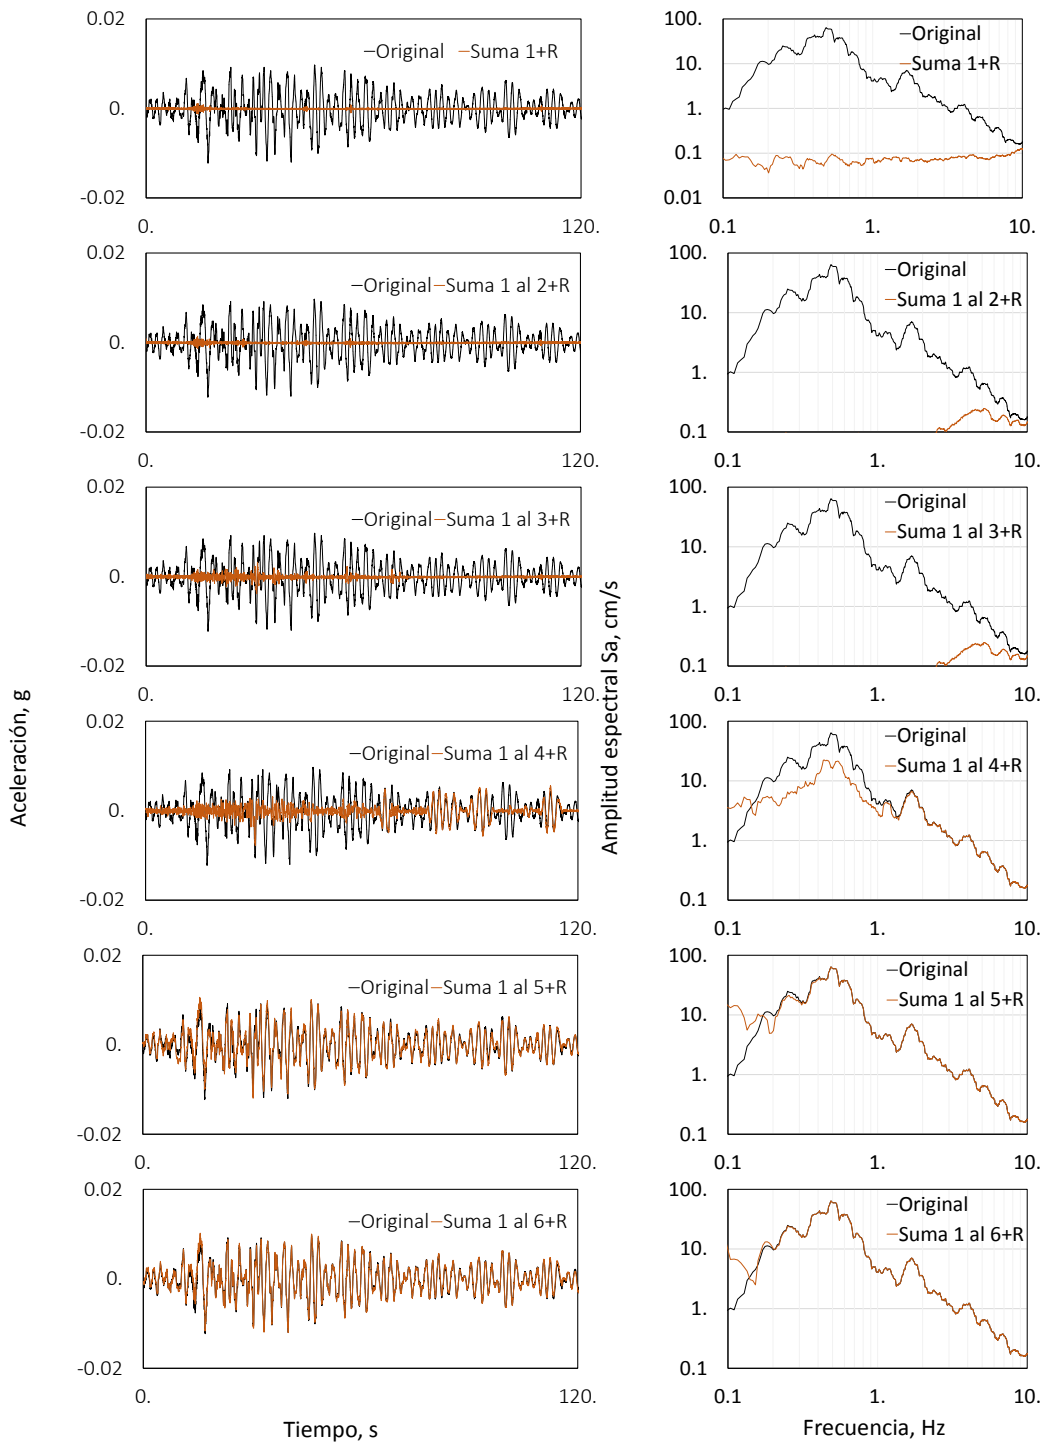 0.02
Original Suma 1+R
0.
-0.02
0. 120.
100.
Original
10.
Suma 1+R
1.
0.1
0.01
0.1 1. 10.
0.02
Original Suma 1 al 2+R
0.
-0.02
0. 120.
100.
Original
Suma 1 al 2+R
10.
1.
0.1
0.1 1. 10.
0.02
Original Suma 1 al 3+R
0.
-0.02
0. 120.
100.
Original
Suma 1 al 3+R
10.
1.
0.1
0.1 1. 10.
Aceleración, g
Amplitud espectral Sa, cm/s
0.02
Original Suma 1 al 4+R
0.
-0.02
0. 120.
100.
Original
Suma 1 al 4+R
10.
1.
0.1
0.1 1. 10.
0.02
Original Suma 1 al 5+R
0.
-0.02
0. 120.
100.
Original
Suma 1 al 5+R
10.
1.
0.1
0.1 1. 10.
0.02
Original Suma 1 al 6+R
0.
-0.02
0. 120.
100.
Original
Suma 1 al 6+R
10.
1.
0.1
0.1 1. 10.
Tiempo, s
Frecuencia, Hz